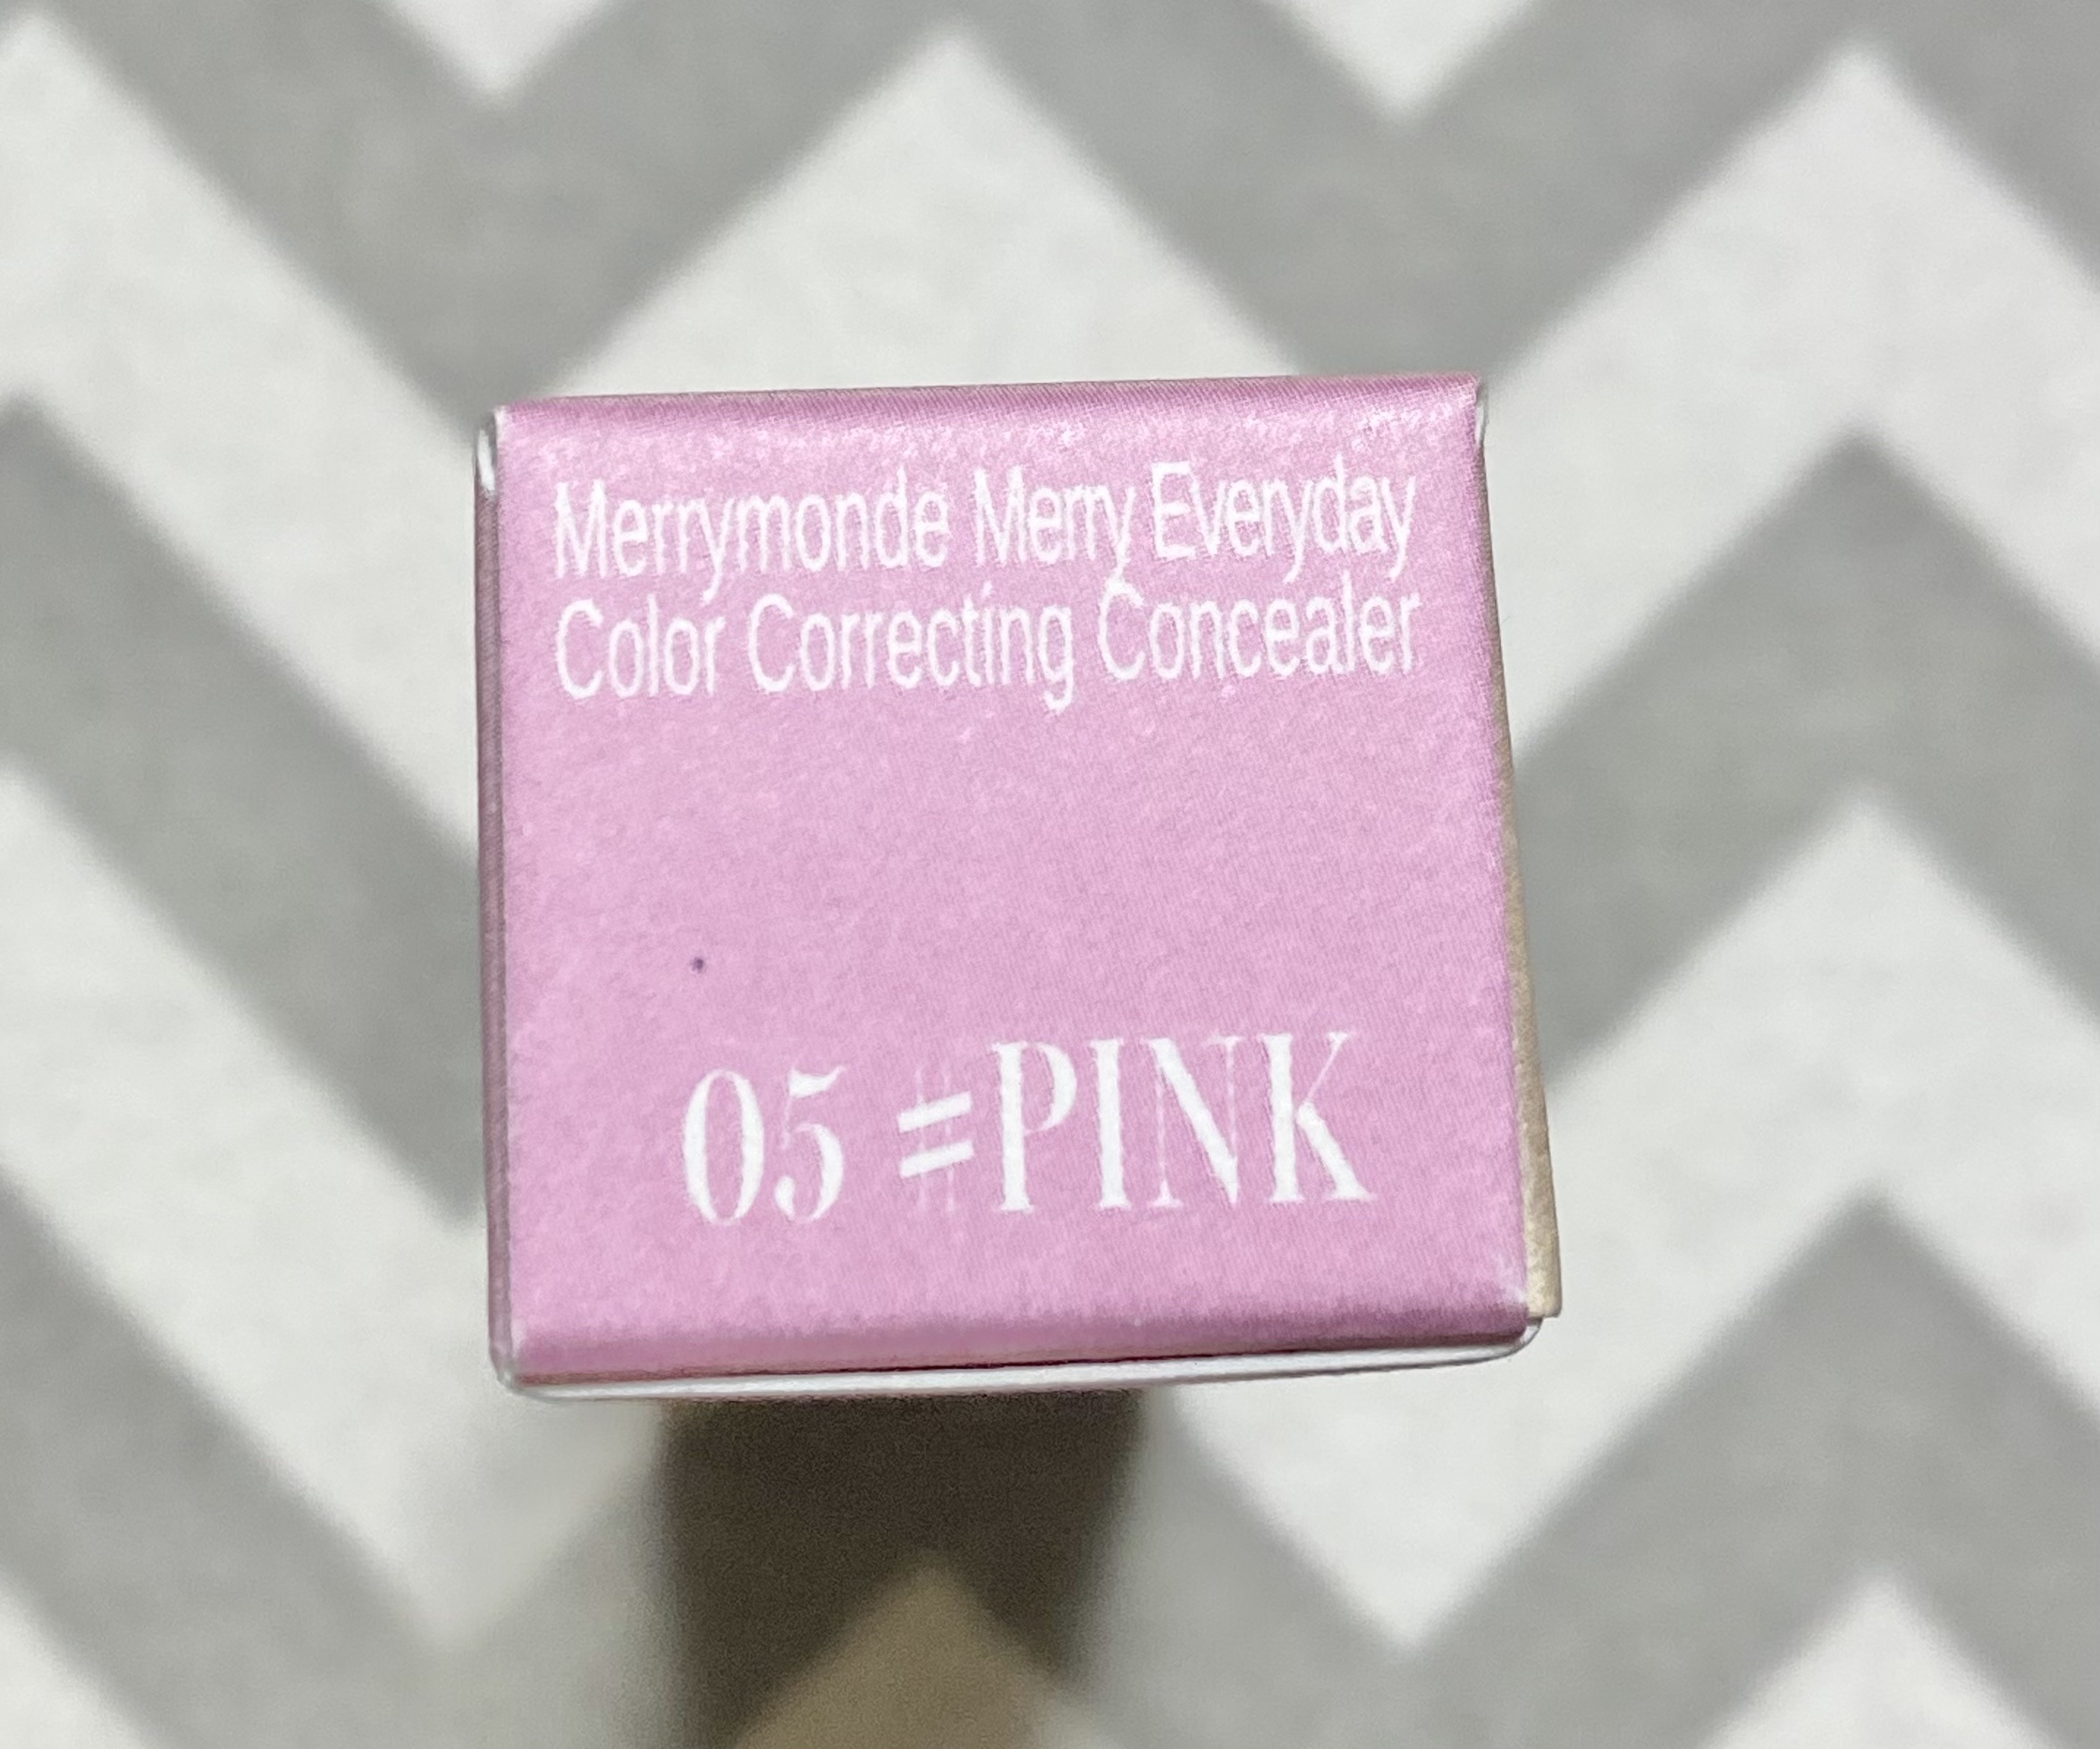 Merrymonde Merry Everyday
Color Correcting Concealer
05 #PINK